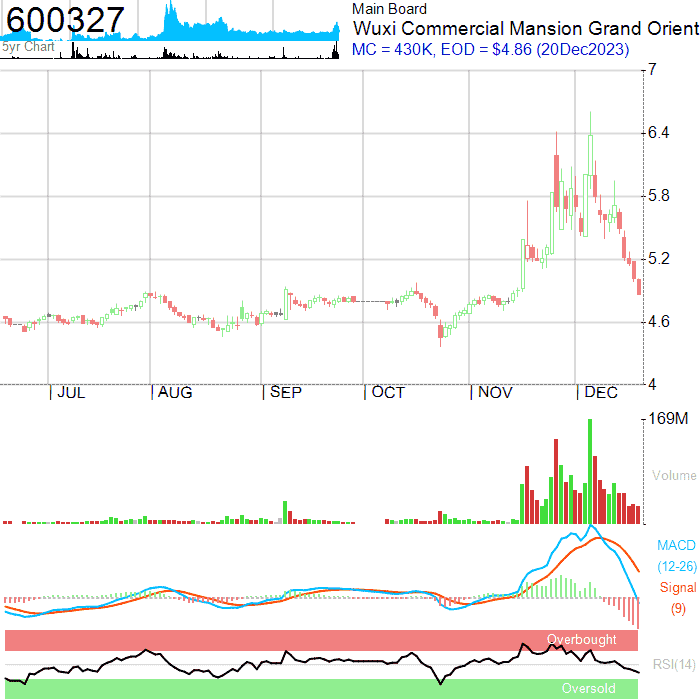 600327
5yr Chart
Main Board
Wuxi Commercial Mansion Grand Orient
MC = 430K, EOD = $4.86 (20Dec2023)
7
6.4
5.8
5.2
4.6
4
JUL AUG SEP OCT NOV DEC
169M
Volume
MACD
(12-26)
Signal
(9)
Overbought
RSI(14)
Oversold